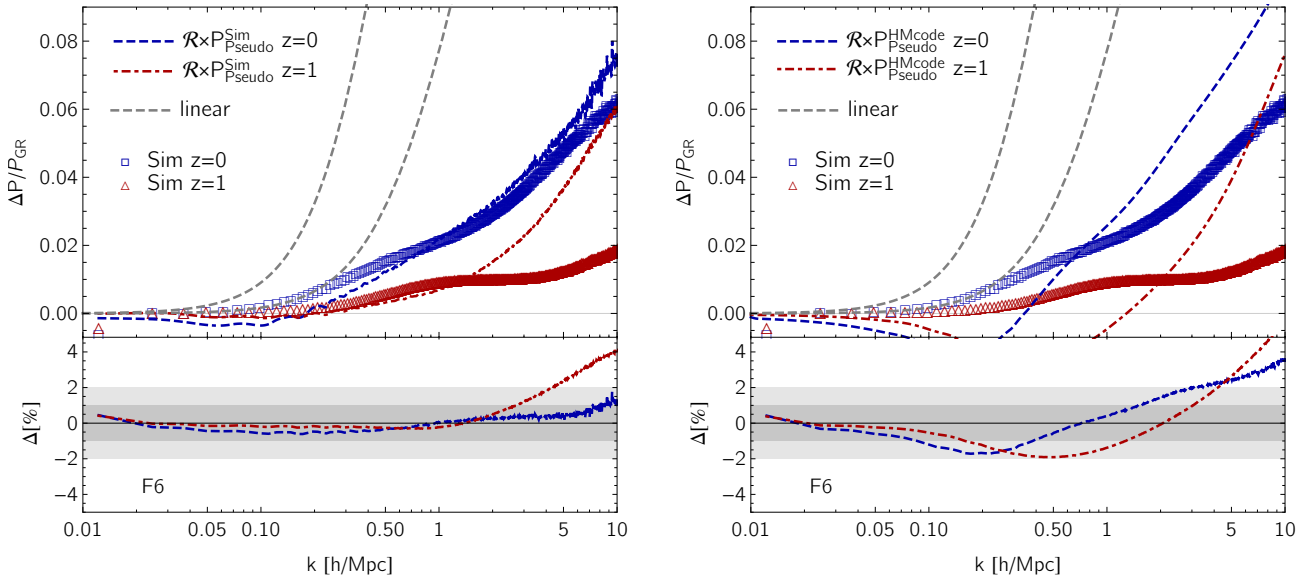 0.08
0.06
0.04
0.02
0.00
ΔP/P_GR
ℛ×P^Sim_Pseudo z=0
ℛ×P^Sim_Pseudo z=1
linear
Sim z=0
Sim z=1
4
2
0
-2
-4
Δ[%]
F6
0.01 0.05 0.10 0.50 1 5 10
k [h/Mpc]
0.08
0.06
0.04
0.02
0.00
ΔP/P_GR
ℛ×P^HMcode_Pseudo z=0
ℛ×P^HMcode_Pseudo z=1
linear
Sim z=0
Sim z=1
4
2
0
-2
-4
Δ[%]
F6
0.01 0.05 0.10 0.50 1 5 10
k [h/Mpc]